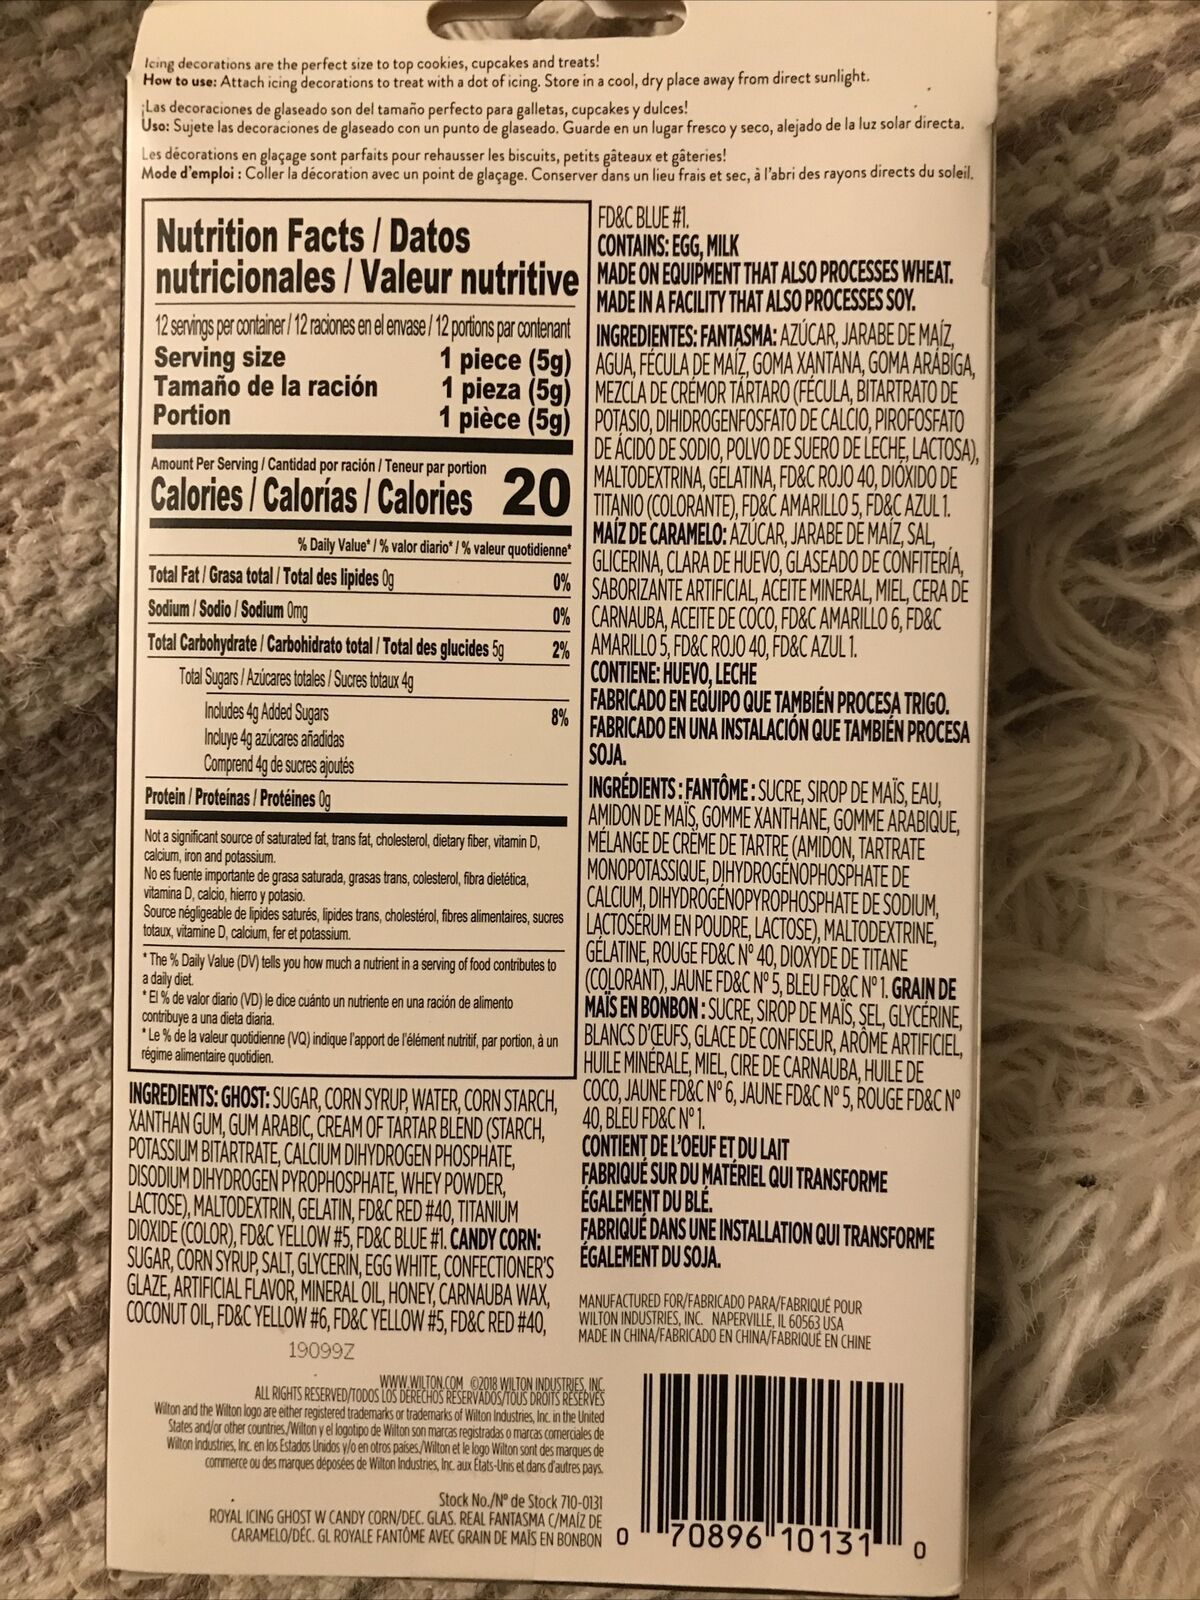 Icing decorations are the perfect size to top cookies, cupcakes and treats!
How to use: Attach icing decorations to treat with a dot of icing. Store in a cool, dry place away from direct sunlight.
¡Las decoraciones de glaseado son del tamaño perfecto para galletas, cupcakes y dulces!
Uso: Sujete las decoraciones de glaseado con un punto de glaseado. Guarde en un lugar fresco y seco, alejado de la luz solar directa.
Les décorations en glaçage sont parfaits pour rehausser les biscuits, petits gâteaux et gâteries!
Mode d'emploi : Coller la décoration avec un point de glaçage. Conserver dans un lieu frais et sec, à l'abri des rayons directs du soleil.
Nutrition Facts / Datos
nutricionales / Valeur nutritive
12 servings per container / 12 raciones en el envase / 12 portions par contenant
Serving size 1 piece (5g)
Tamaño de la ración 1 pieza (5g)
Portion 1 pièce (5g)
Amount Per Serving / Cantidad por ración / Teneur par portion
Calories / Calorías / Calories 20
% Daily Value* / % valor diario* / % valeur quotidienne*
Total Fat / Grasa total / Total des lipides 0g 0%
Sodium / Sodio / Sodium 0mg 0%
Total Carbohydrate / Carbohidrato total / Total des glucides 5g 2%
Total Sugars / Azúcares totales / Sucres totaux 4g
Includes 4g Added Sugars 8%
Incluye 4g azúcares añadidas
Comprend 4g de sucres ajoutés
Protein / Proteínas / Protéines 0g
Not a significant source of saturated fat, trans fat, cholesterol, dietary fiber, vitamin D,
calcium, iron and potassium.
No es fuente importante de grasa saturada, grasas trans, colesterol, fibra dietética,
vitamina D, calcio, hierro y potasio.
Source négligeable de lipides saturés, lipides trans, cholestérol, fibres alimentaires, sucres
totaux, vitamine D, calcium, fer et potassium.
* The % Daily Value (DV) tells you how much a nutrient in a serving of food contributes to
a daily diet.
* El % de valor diario (VD) le dice cuánto un nutriente en una ración de alimento
contribuye a una dieta diaria.
* Le % de la valeur quotidienne (VQ) indique l'apport de l'élément nutritif, par portion, à un
régime alimentaire quotidien.
INGREDIENTS: GHOST: SUGAR, CORN SYRUP, WATER, CORN STARCH,
XANTHAN GUM, GUM ARABIC, CREAM OF TARTAR BLEND (STARCH,
POTASSIUM BITARTRATE, CALCIUM DIHYDROGEN PHOSPHATE,
DISODIUM DIHYDROGEN PYROPHOSPHATE, WHEY POWDER,
LACTOSE), MALTODEXTRIN, GELATIN, FD&C RED #40, TITANIUM
DIOXIDE (COLOR), FD&C YELLOW #5, FD&C BLUE #1. CANDY CORN:
SUGAR, CORN SYRUP, SALT, GLYCERIN, EGG WHITE, CONFECTIONER'S
GLAZE, ARTIFICIAL FLAVOR, MINERAL OIL, HONEY, CARNAUBA WAX,
COCONUT OIL, FD&C YELLOW #6, FD&C YELLOW #5, FD&C RED #40,
FD&C BLUE #1.
CONTAINS: EGG, MILK
MADE ON EQUIPMENT THAT ALSO PROCESSES WHEAT.
MADE IN A FACILITY THAT ALSO PROCESSES SOY.
INGREDIENTES: FANTASMA: AZÚCAR, JARABE DE MAÍZ,
AGUA, FÉCULA DE MAÍZ, GOMA XANTANA, GOMA ARÁBIGA,
MEZCLA DE CRÉMOR TÁRTARO (FÉCULA, BITARTRATO DE
POTASIO, DIHIDROGENFOSFATO DE CALCIO, PIROFOSFATO
DE ÁCIDO DE SODIO, POLVO DE SUERO DE LECHE, LACTOSA),
MALTODEXTRINA, GELATINA, FD&C ROJO 40, DIÓXIDO DE
TITANIO (COLORANTE), FD&C AMARILLO 5, FD&C AZUL 1.
MAÍZ DE CARAMELO: AZÚCAR, JARABE DE MAÍZ, SAL,
GLICERINA, CLARA DE HUEVO, GLASEADO DE CONFITERÍA,
SABORIZANTE ARTIFICIAL, ACEITE MINERAL, MIEL, CERA DE
CARNAUBA, ACEITE DE COCO, FD&C AMARILLO 6, FD&C
AMARILLO 5, FD&C ROJO 40, FD&C AZUL 1.
CONTIENE: HUEVO, LECHE
FABRICADO EN EQUIPO QUE TAMBIÉN PROCESA TRIGO.
FABRICADO EN UNA INSTALACIÓN QUE TAMBIÉN PROCESA
SOJA.
INGRÉDIENTS : FANTÔME : SUCRE, SIROP DE MAÏS, EAU,
AMIDON DE MAÏS, GOMME XANTHANE, GOMME ARABIQUE,
MÉLANGE DE CRÈME DE TARTRE (AMIDON, TARTRATE
MONOPOTASSIQUE, DIHYDROGÉNOPHOSPHATE DE
CALCIUM, DIHYDROGÉNOPYROPHOSPHATE DE SODIUM,
LACTOSÉRUM EN POUDRE, LACTOSE), MALTODEXTRINE,
GÉLATINE, ROUGE FD&C Nº 40, DIOXYDE DE TITANE
(COLORANT), JAUNE FD&C Nº 5, BLEU FD&C Nº 1. GRAIN DE
MAÏS EN BONBON : SUCRE, SIROP DE MAÏS, SEL, GLYCÉRINE,
BLANCS D'ŒUFS, GLACE DE CONFISEUR, ARÔME ARTIFICIEL,
HUILE MINÉRALE, MIEL, CIRE DE CARNAUBA, HUILE DE
COCO, JAUNE FD&C Nº 6, JAUNE FD&C Nº 5, ROUGE FD&C Nº
40, BLEU FD&C Nº 1.
CONTIENT DE L'OEUF ET DU LAIT
FABRIQUÉ SUR DU MATÉRIEL QUI TRANSFORME
ÉGALEMENT DU BLÉ.
FABRIQUÉ DANS UNE INSTALLATION QUI TRANSFORME
ÉGALEMENT DU SOJA.
MANUFACTURED FOR/FABRICADO PARA/FABRIQUÉ POUR
WILTON INDUSTRIES, INC. NAPERVILLE, IL 60563 USA
MADE IN CHINA/FABRICADO EN CHINA/FABRIQUÉ EN CHINE
19099Z
WWW.WILTON.COM ©2018 WILTON INDUSTRIES, INC.
ALL RIGHTS RESERVED/TODOS LOS DERECHOS RESERVADOS/TOUS DROITS RÉSERVÉS
Wilton and the Wilton logo are either registered trademarks or trademarks of Wilton Industries, Inc. in the United
States and/or other countries./Wilton y el logotipo de Wilton son marcas registradas o marcas comerciales de
Wilton Industries, Inc. en los Estados Unidos y/o en otros países./Wilton et le logo Wilton sont des marques de
commerce ou des marques déposées de Wilton Industries, Inc. aux États-Unis et dans d'autres pays.
Stock No./Nº de Stock 710-0131
ROYAL ICING GHOST W CANDY CORN/DEC. GLAS. REAL FANTASMA C/MAÍZ DE
CARAMELO/DÉC. GL ROYALE FANTÔME AVEC GRAIN DE MAÏS EN BONBON
0 70896 10131 0